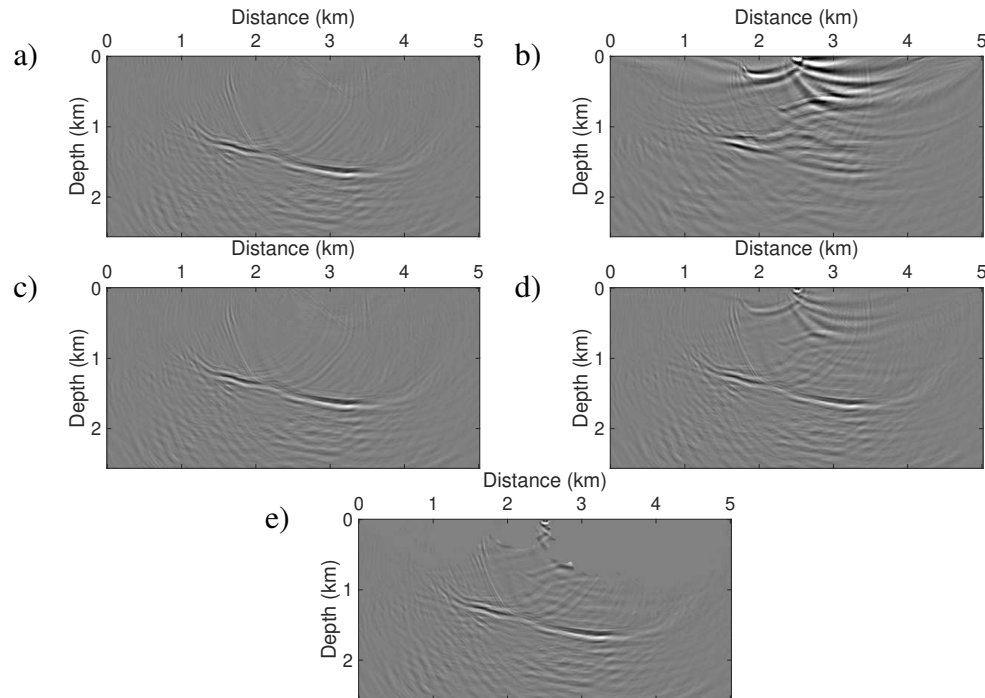 Distance (km)
0 1 2 3 4 5
a)
Depth (km)
0
1
2
Distance (km)
0 1 2 3 4 5
b)
Depth (km)
0
1
2
Distance (km)
0 1 2 3 4 5
c)
Depth (km)
0
1
2
Distance (km)
0 1 2 3 4 5
d)
Depth (km)
0
1
2
Distance (km)
0 1 2 3 4 5
e)
Depth (km)
0
1
2